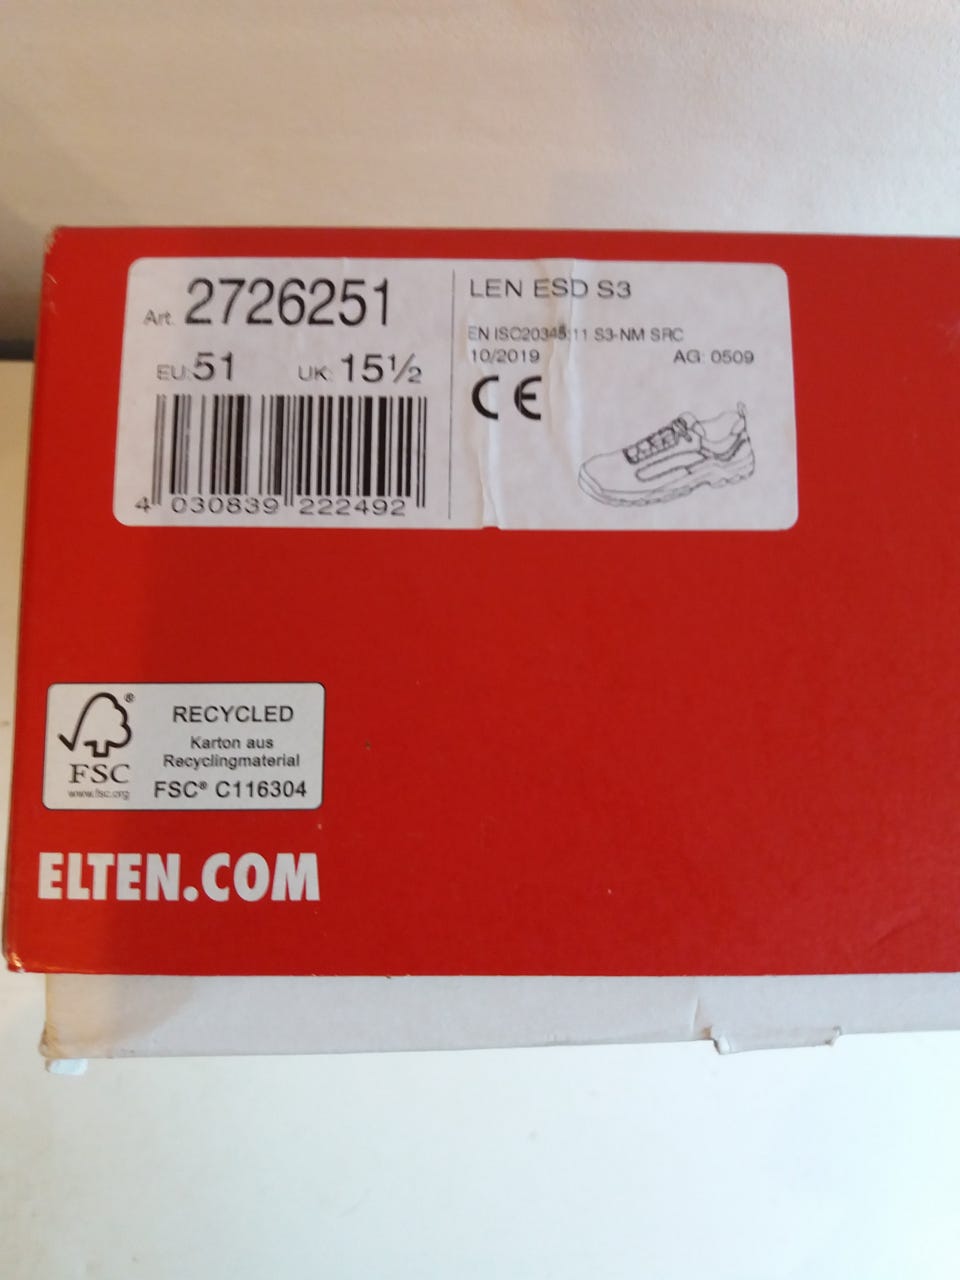 Art. 2726251
EU: 51 UK: 15½
4 030839 222492
LEN ESD S3
EN ISO20345:11 S3-NM SRC
10/2019 AG: 0509
CE
® RECYCLED
Karton aus
Recyclingmaterial
FSC
www.fsc.org
FSC® C116304
ELTEN.COM